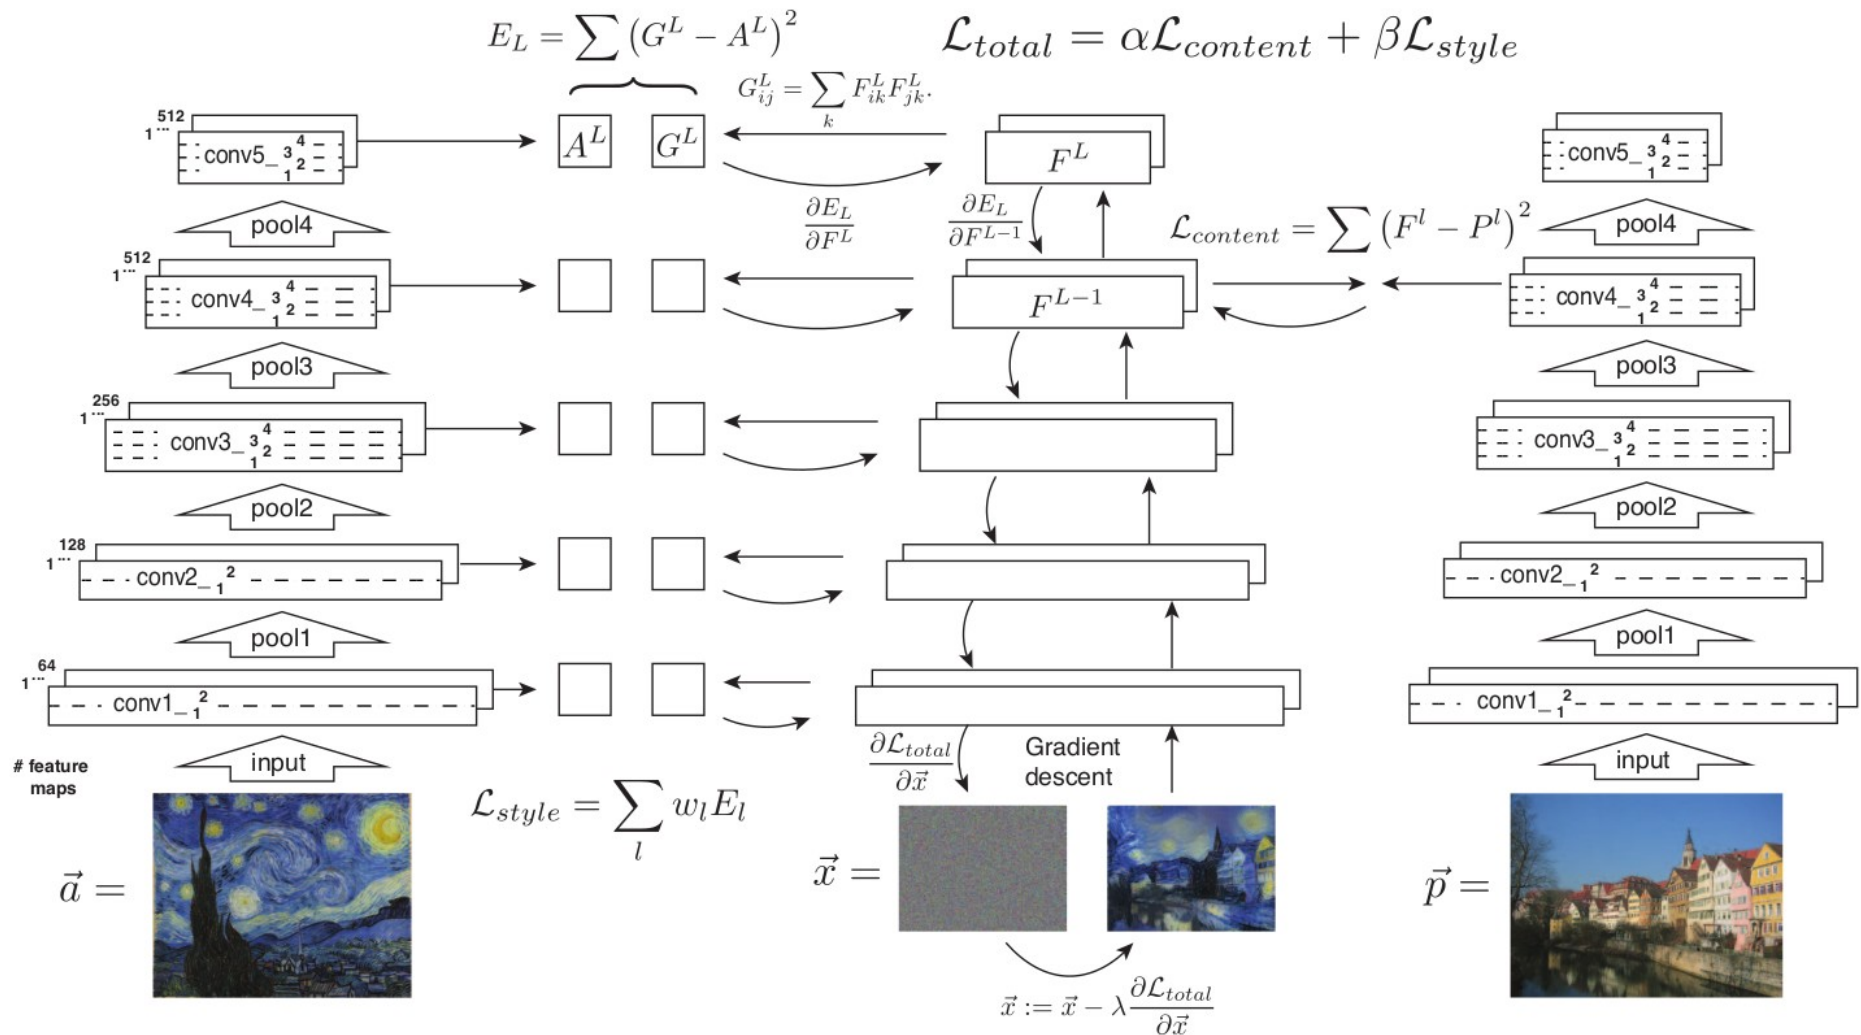 E_L = ∑ (G^L − A^L)^2
ℒ_total = αℒ_content + βℒ_style
G^L_ij = ∑_k F^L_ik F^L_jk.
512
1...
conv5_ 1 2 3 4
A^L
G^L
F^L
conv5_ 1 2 3 4
pool4
∂E_L/∂F^L
∂E_L/∂F^{L−1}
ℒ_content = ∑ (F^l − P^l)^2
pool4
512
1...
conv4_ 1 2 3 4
F^{L−1}
conv4_ 1 2 3 4
pool3
pool3
256
1...
conv3_ 1 2 3 4
conv3_ 1 2 3 4
pool2
pool2
128
1...
conv2_ 1 2
conv2_ 1 2
pool1
pool1
64
1...
conv1_ 1 2
conv1_ 1 2
# feature
maps
input
∂ℒ_total/∂x⃗
Gradient
descent
input
ℒ_style = ∑_l w_l E_l
a⃗ =
x⃗ =
p⃗ =
x⃗ := x⃗ − λ ∂ℒ_total/∂x⃗